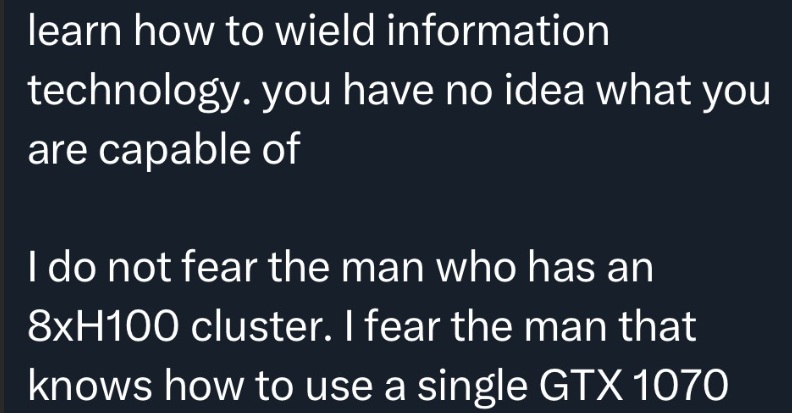 learn how to wield information
technology. you have no idea what you
are capable of
I do not fear the man who has an
8xH100 cluster. I fear the man that
knows how to use a single GTX 1070